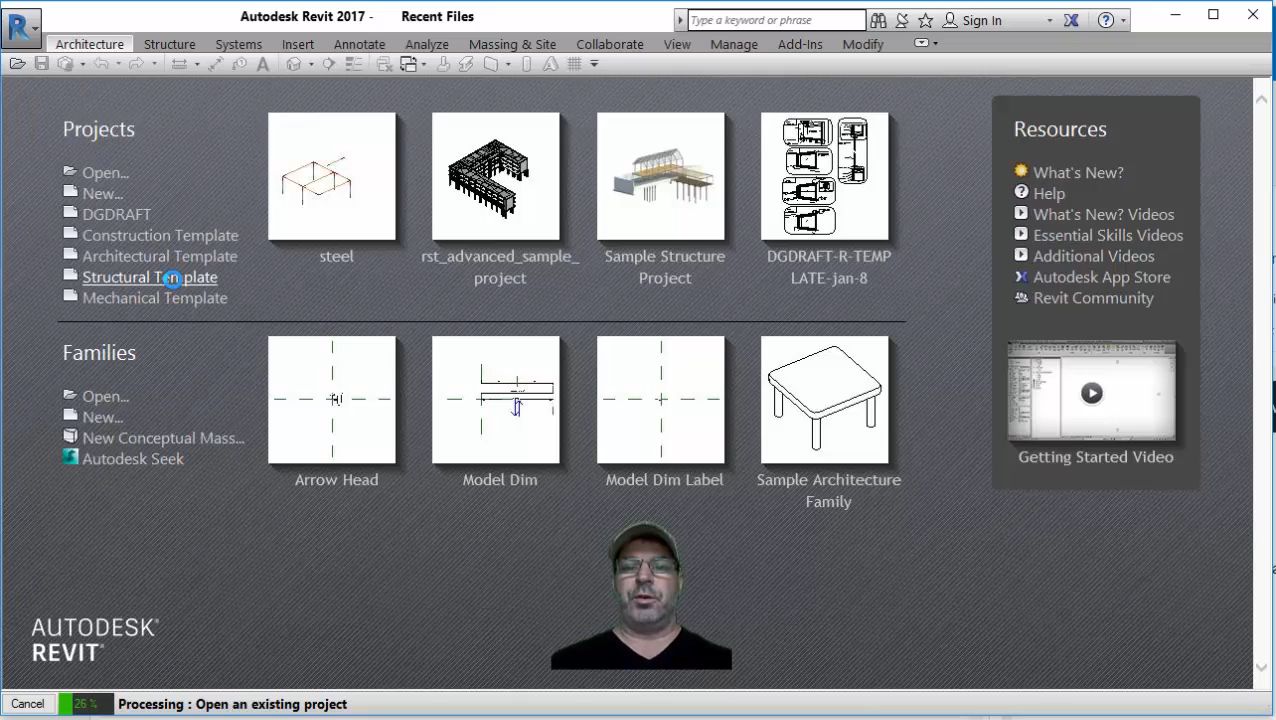 Autodesk Revit 2017 - Recent Files
Type a keyword or phrase
Sign In
Architecture Structure Systems Insert Annotate Analyze Massing & Site Collaborate View Manage Add-Ins Modify
Projects
Open...
New...
DGDRAFT
Construction Template
Architectural Template
Structural Template
Mechanical Template
steel
rst_advanced_sample_
project
Sample Structure
Project
DGDRAFT-R-TEMP
LATE-jan-8
Resources
What's New?
Help
What's New? Videos
Essential Skills Videos
Additional Videos
Autodesk App Store
Revit Community
Getting Started Video
Families
Open...
New...
New Conceptual Mass...
Autodesk Seek
Arrow Head
Model Dim
Model Dim Label
Sample Architecture
Family
AUTODESK®
REVIT®
Cancel 26 % Processing : Open an existing project